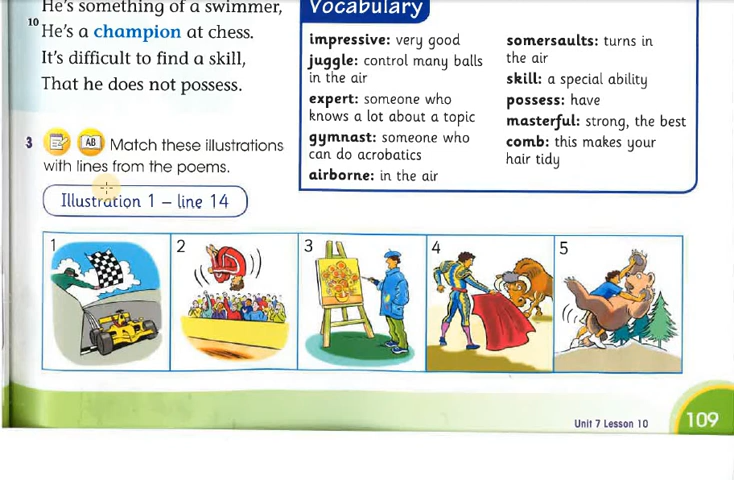 He's something of a swimmer,
10 He's a champion at chess.
It's difficult to find a skill,
That he does not possess.
3 AB Match these illustrations
with lines from the poems.
Illustration 1 – line 14
Vocabulary
impressive: very good
juggle: control many balls
in the air
expert: someone who
knows a lot about a topic
gymnast: someone who
can do acrobatics
airborne: in the air
somersaults: turns in
the air
skill: a special ability
possess: have
masterful: strong, the best
comb: this makes your
hair tidy
1
2
3
4
5
Unit 7 Lesson 10
109